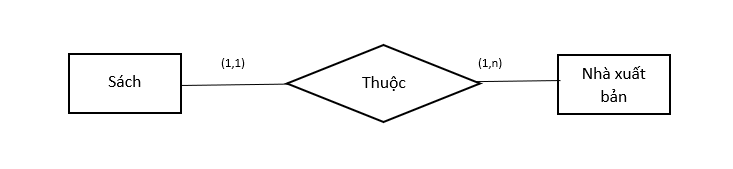 (1,1)
(1,n)
Sách
Thuộc
Nhà xuất
bản